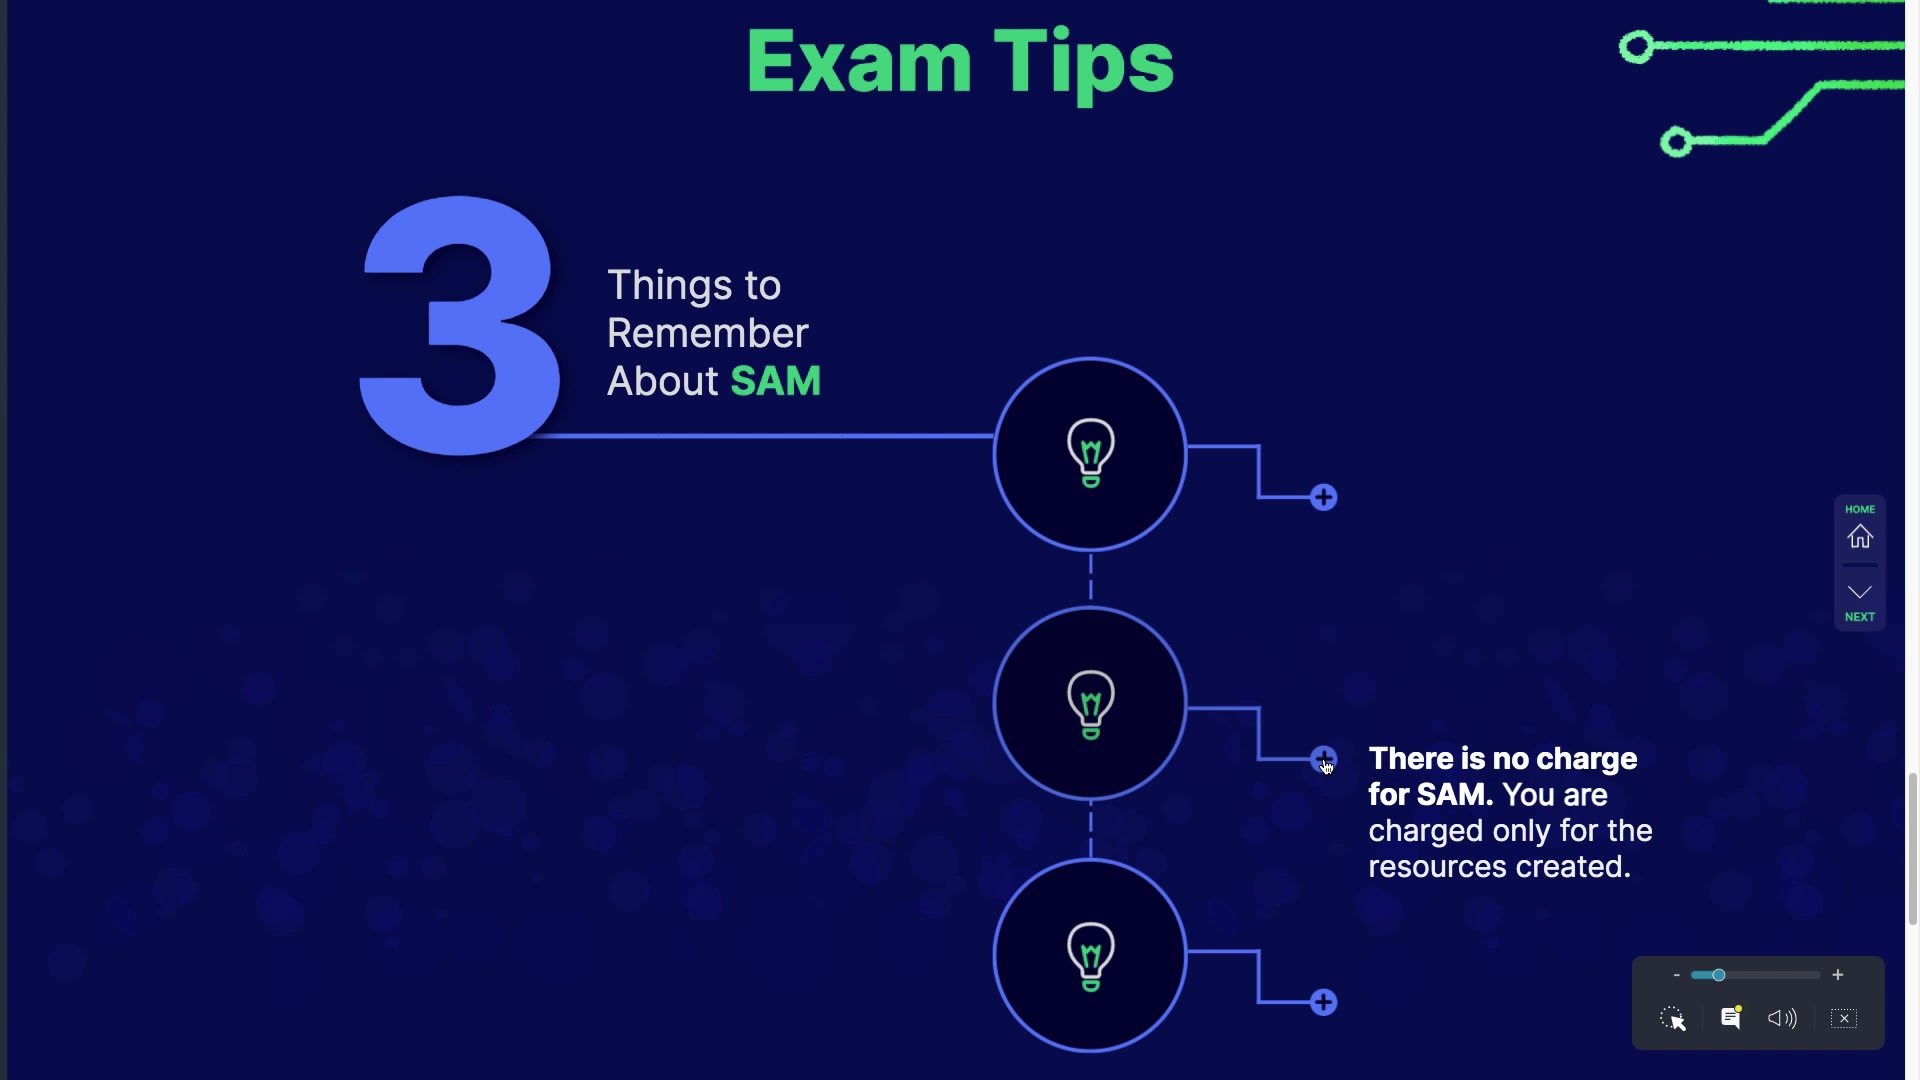 Exam Tips
3
Things to
Remember
About SAM
HOME
NEXT
There is no charge
for SAM. You are
charged only for the
resources created.